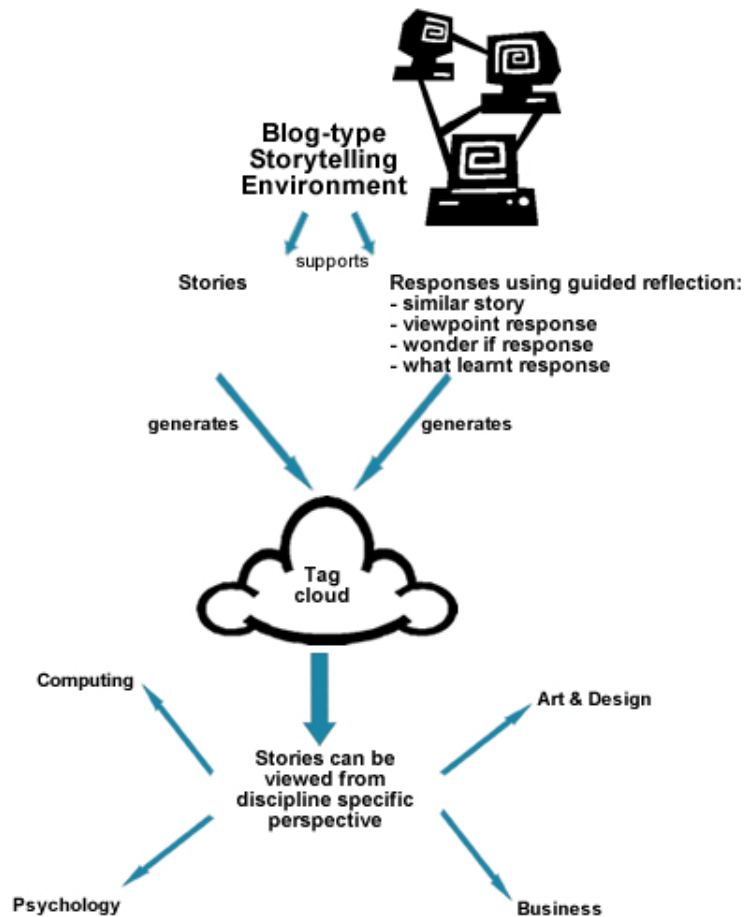 Blog-type
Storytelling
Environment
supports
Stories
Responses using guided reflection:
- similar story
- viewpoint response
- wonder if response
- what learnt response
generates
generates
Tag
cloud
Computing
Art & Design
Stories can be
viewed from
discipline specific
perspective
Psychology
Business